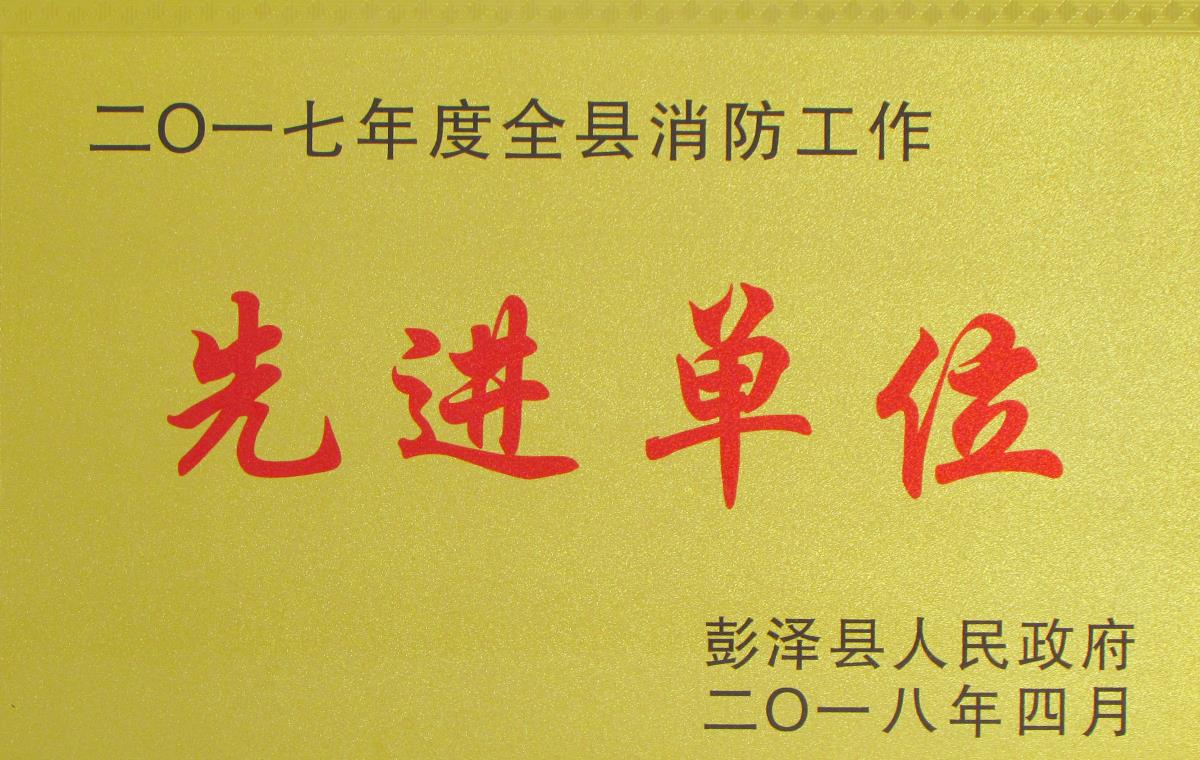 二〇一七年度全县消防工作
先进单位
彭泽县人民政府
二〇一八年四月